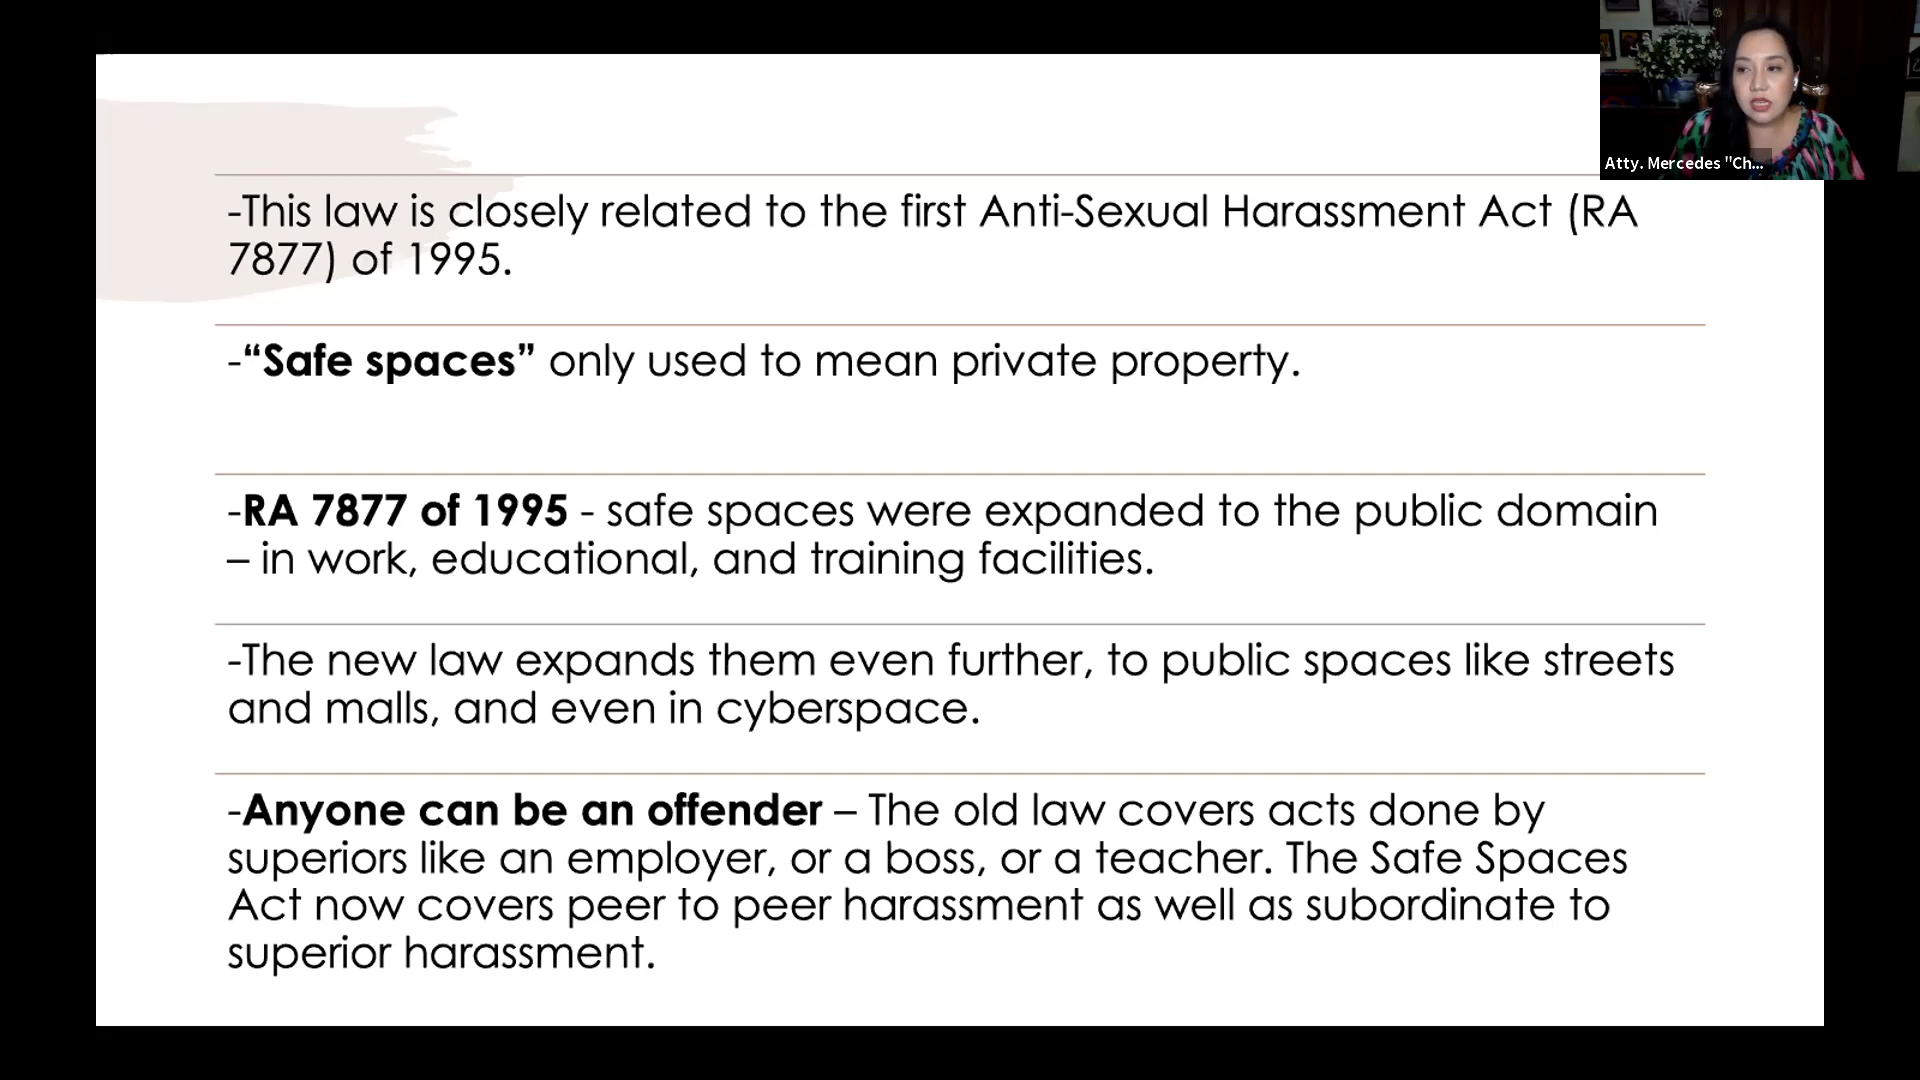 Atty. Mercedes "Ch...
-This law is closely related to the first Anti-Sexual Harassment Act (RA
7877) of 1995.
-“Safe spaces” only used to mean private property.
-RA 7877 of 1995 - safe spaces were expanded to the public domain
– in work, educational, and training facilities.
-The new law expands them even further, to public spaces like streets
and malls, and even in cyberspace.
-Anyone can be an offender – The old law covers acts done by
superiors like an employer, or a boss, or a teacher. The Safe Spaces
Act now covers peer to peer harassment as well as subordinate to
superior harassment.